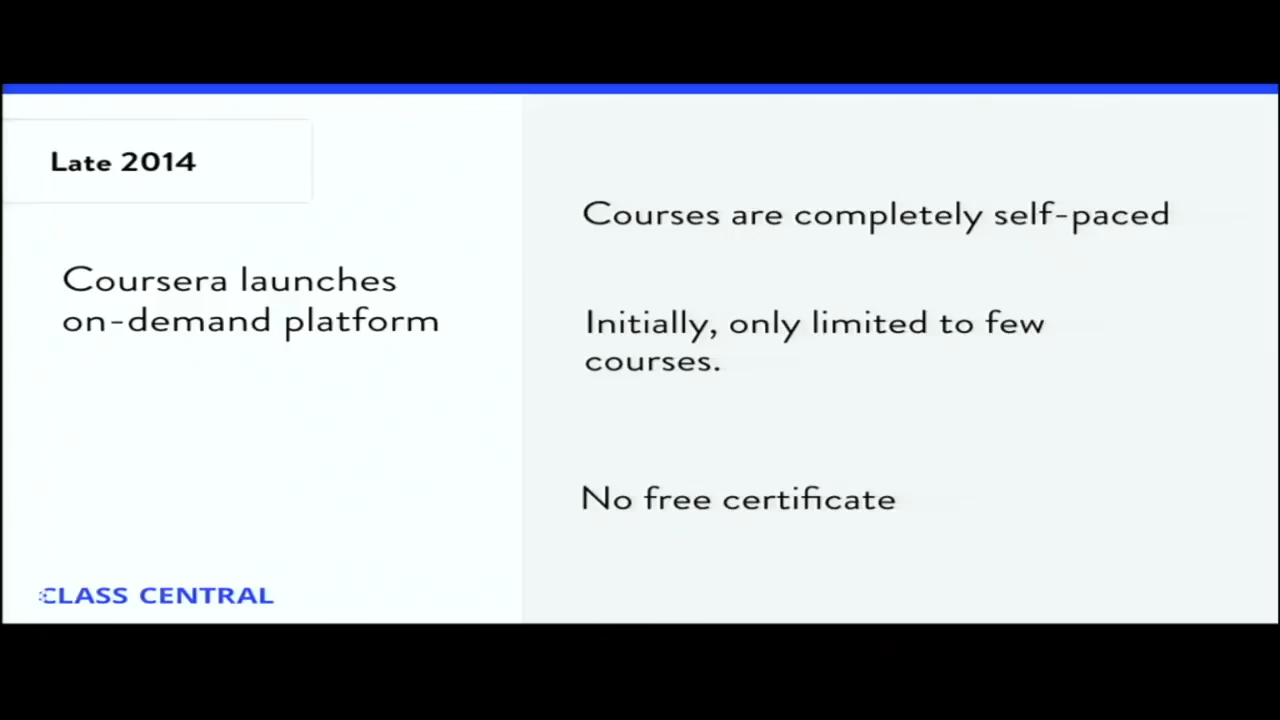 Late 2014
Coursera launches
on-demand platform
Courses are completely self-paced
Initially, only limited to few
courses.
No free certificate
CLASS CENTRAL